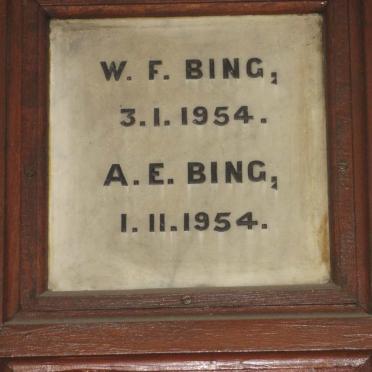 W. F. BING,
3.1.1954.
A. E. BING,
1.11.1954.